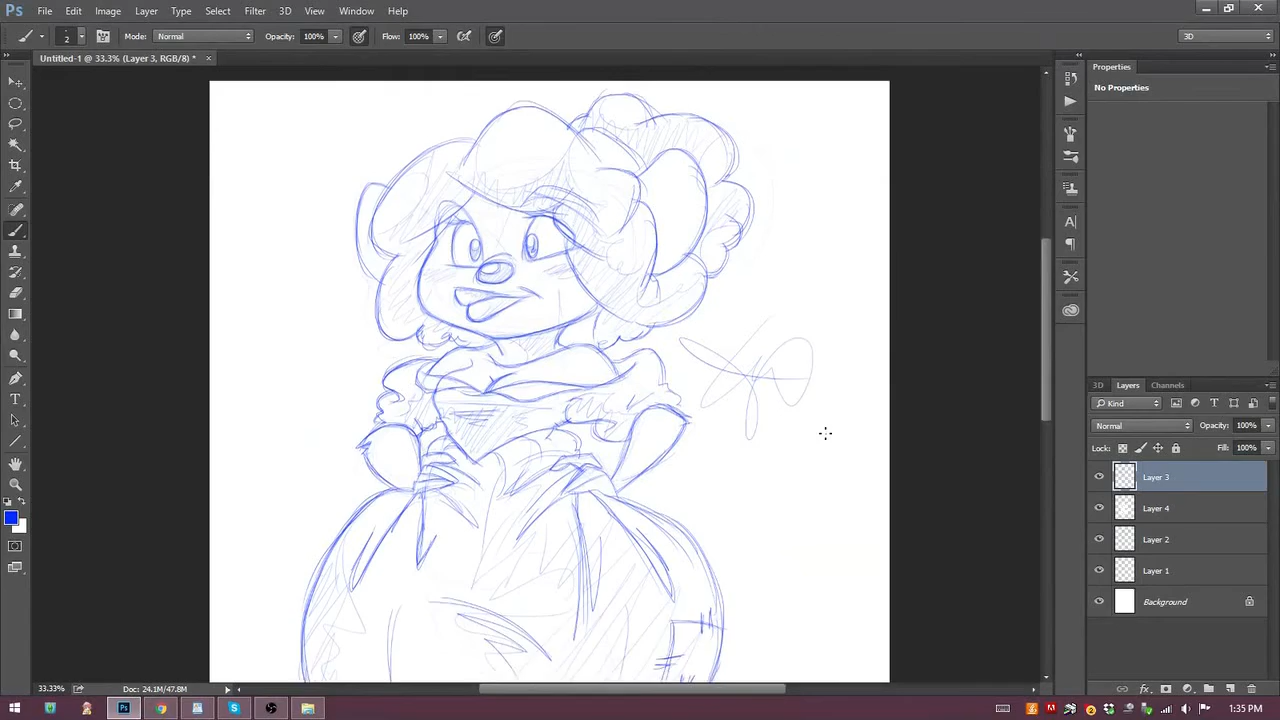 Ps File Edit Image Layer Type Select Filter 3D View Window Help
2 Mode: Normal Opacity: 100% Flow: 100% 3D
Untitled-1 @ 33.3% (Layer 3, RGB/8) * ×
Properties
No Properties
3D Layers Channels
Kind
Normal Opacity: 100%
Lock: Fill: 100%
Layer 3
Layer 4
Layer 2
Layer 1
Background
33.33% Doc: 24.1M/47.8M
Ps 1:35 PM